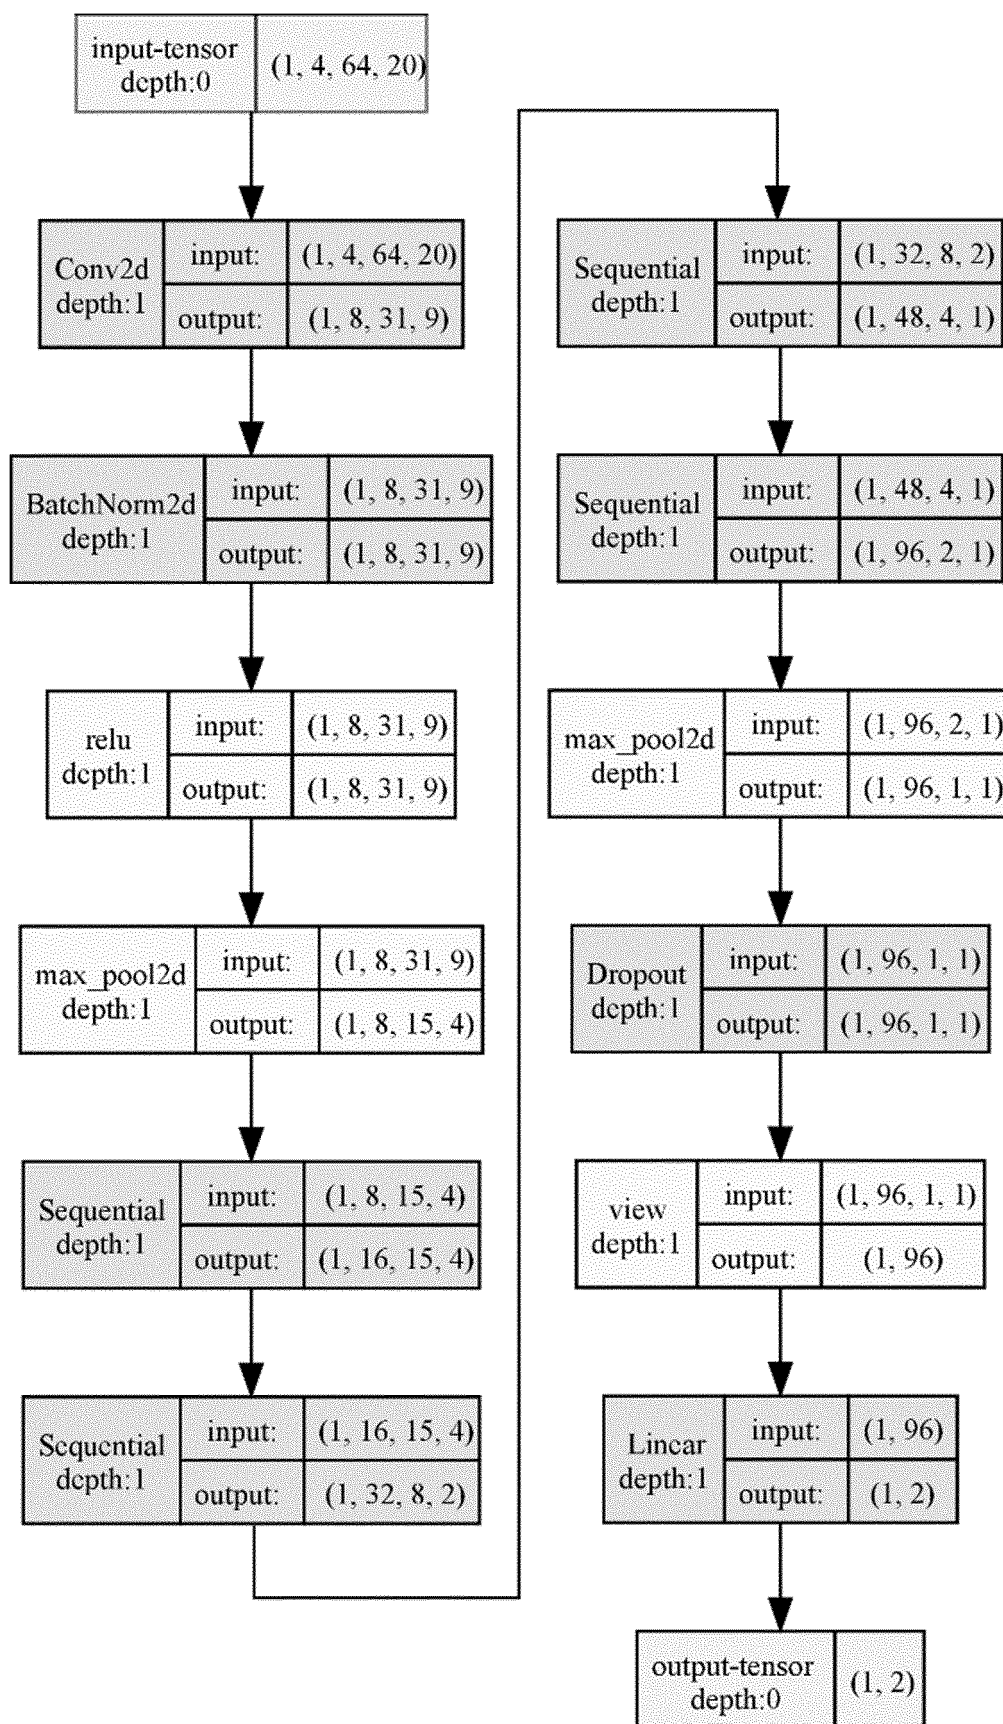 input-tensor
depth:0
(1, 4, 64, 20)
Conv2d
depth:1
input:
(1, 4, 64, 20)
output:
(1, 8, 31, 9)
BatchNorm2d
depth:1
input:
(1, 8, 31, 9)
output:
(1, 8, 31, 9)
relu
depth:1
input:
(1, 8, 31, 9)
output:
(1, 8, 31, 9)
max_pool2d
depth:1
input:
(1, 8, 31, 9)
output:
(1, 8, 15, 4)
Sequential
depth:1
input:
(1, 8, 15, 4)
output:
(1, 16, 15, 4)
Sequential
depth:1
input:
(1, 16, 15, 4)
output:
(1, 32, 8, 2)
Sequential
depth:1
input:
(1, 32, 8, 2)
output:
(1, 48, 4, 1)
Sequential
depth:1
input:
(1, 48, 4, 1)
output:
(1, 96, 2, 1)
max_pool2d
depth:1
input:
(1, 96, 2, 1)
output:
(1, 96, 1, 1)
Dropout
depth:1
input:
(1, 96, 1, 1)
output:
(1, 96, 1, 1)
view
depth:1
input:
(1, 96, 1, 1)
output:
(1, 96)
Linear
depth:1
input:
(1, 96)
output:
(1, 2)
output-tensor
depth:0
(1, 2)